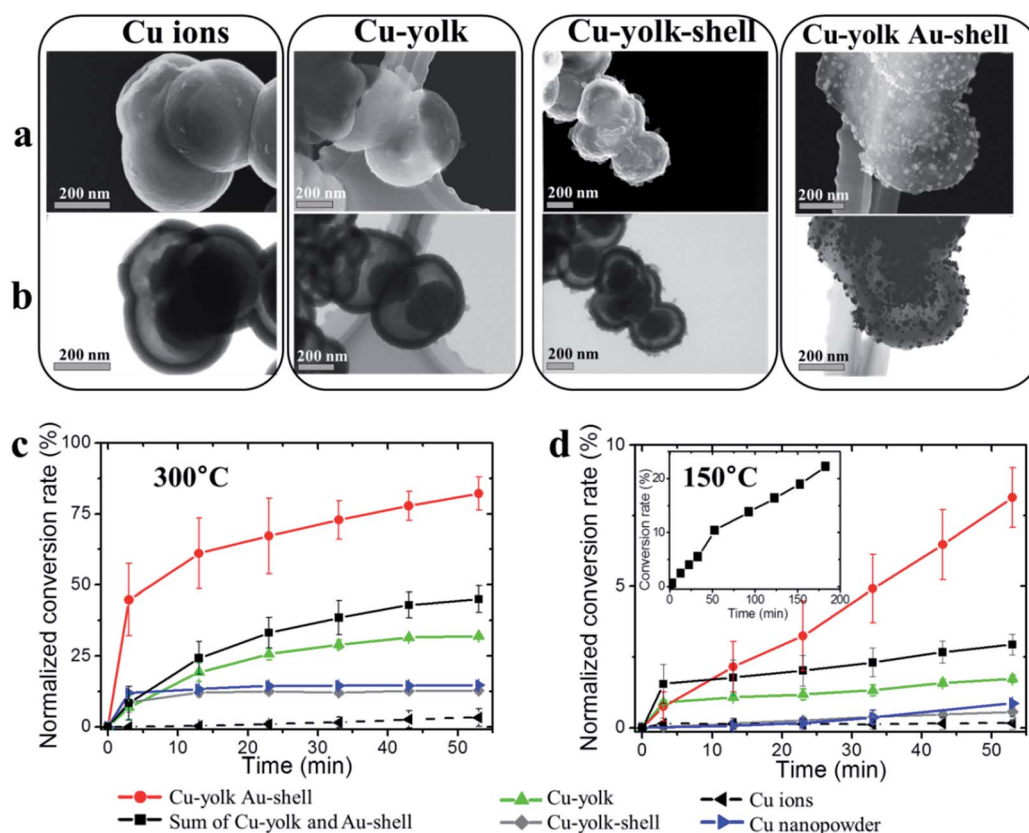 Cu ions
Cu-yolk
Cu-yolk-shell
Cu-yolk Au-shell
a
200 nm
200 nm
200 nm
200 nm
b
200 nm
200 nm
200 nm
200 nm
c
300°C
Normalized conversion rate (%)
100
75
50
25
0
0 10 20 30 40 50
Time (min)
d
150°C
Normalized conversion rate (%)
10
5
0
0 10 20 30 40 50
Time (min)
Conversion rate (%)
20
10
0
0 50 100 150 200
Time (min)
Cu-yolk Au-shell
Cu-yolk
Cu ions
Sum of Cu-yolk and Au-shell
Cu-yolk-shell
Cu nanopowder